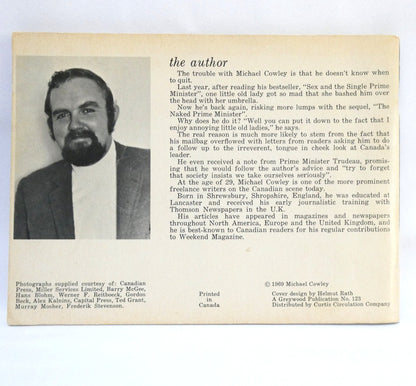 the author
The trouble with Michael Cowley is that he doesn't know when
to quit.
Last year, after reading his bestseller, "Sex and the Single Prime
Minister", one little old lady got so mad that she bashed him over
the head with her umbrella.
Now he's back again, risking more lumps with the sequel, "The
Naked Prime Minister".
Why does he do it? "Well you can put it down to the fact that I
enjoy annoying little old ladies", he says.
The real reason is much more likely to stem from the fact that
his mailbag overflowed with letters from readers asking him to do
a follow up to the irreverent, tongue in cheek look at Canada's
leader.
He even received a note from Prime Minister Trudeau, promis-
ing that he would follow the author's advice and "try to forget
that society insists we take ourselves seriously".
At the age of 29, Michael Cowley is one of the more prominent
freelance writers on the Canadian scene today.
Born in Shrewsbury, Shropshire, England, he was educated at
Lancaster and received his early journalistic training with
Thomson Newspapers in the U.K.
His articles have appeared in magazines and newspapers
throughout North America, Europe and the United Kingdom, and
he is best-known to Canadian readers for his regular contributions
to Weekend Magazine.
Photographs supplied courtesy of: Canadian
Press, Miller Services Limited, Barry McGee,
Hans Blohm, Werner F. Reitboeck, Gordon
Beck, Alex Kalnins, Capital Press, Ted Grant,
Murray Mosher, Frederik Stevenson.
Printed
in
Canada
© 1969 Michael Cowley
Cover design by Helmut Rath
A Greywood Publication No. 123
Distributed by Curtis Circulation Company